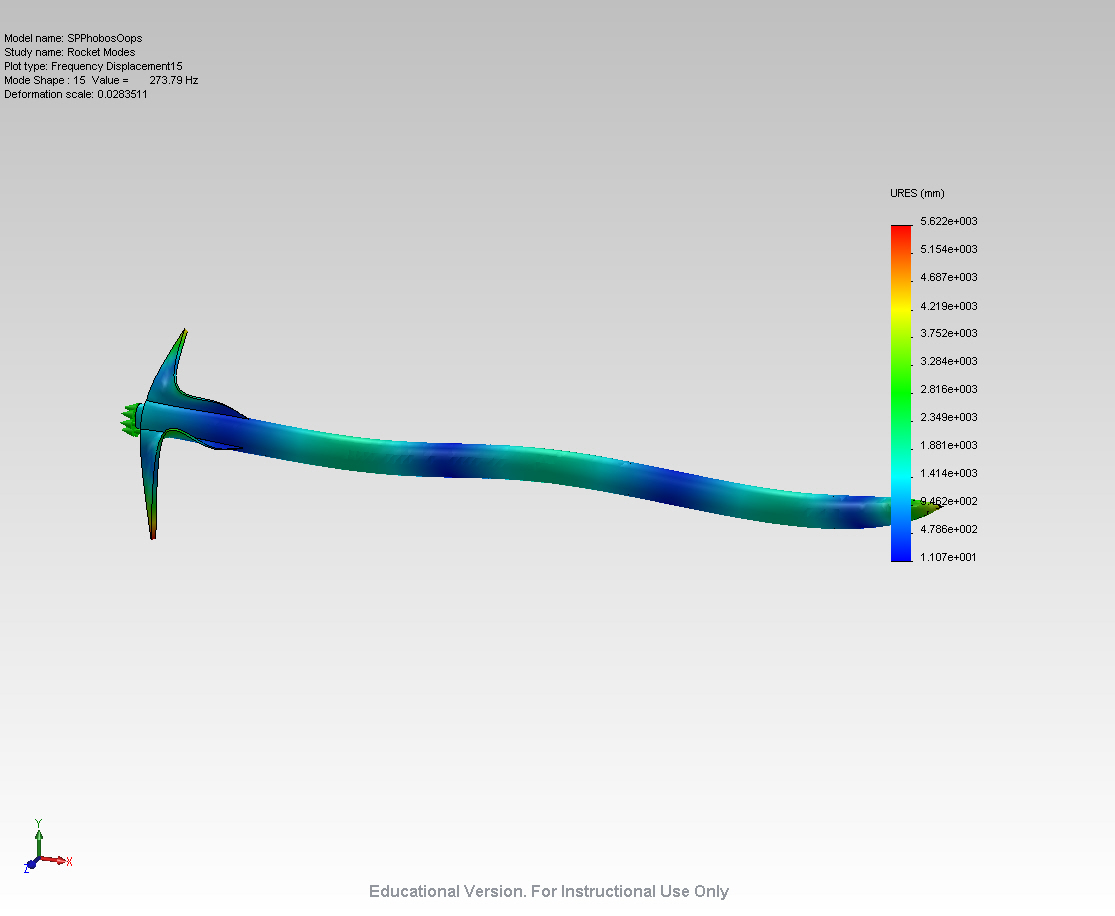 Model name: SPPhobosOops
Study name: Rocket Modes
Plot type: Frequency Displacement15
Mode Shape : 15 Value = 273.79 Hz
Deformation scale: 0.0283511
URES (mm)
5.622e+003
5.154e+003
4.687e+003
4.219e+003
3.752e+003
3.284e+003
2.816e+003
2.349e+003
1.881e+003
1.414e+003
9.462e+002
4.786e+002
1.107e+001
Y
X
Z
Educational Version. For Instructional Use Only